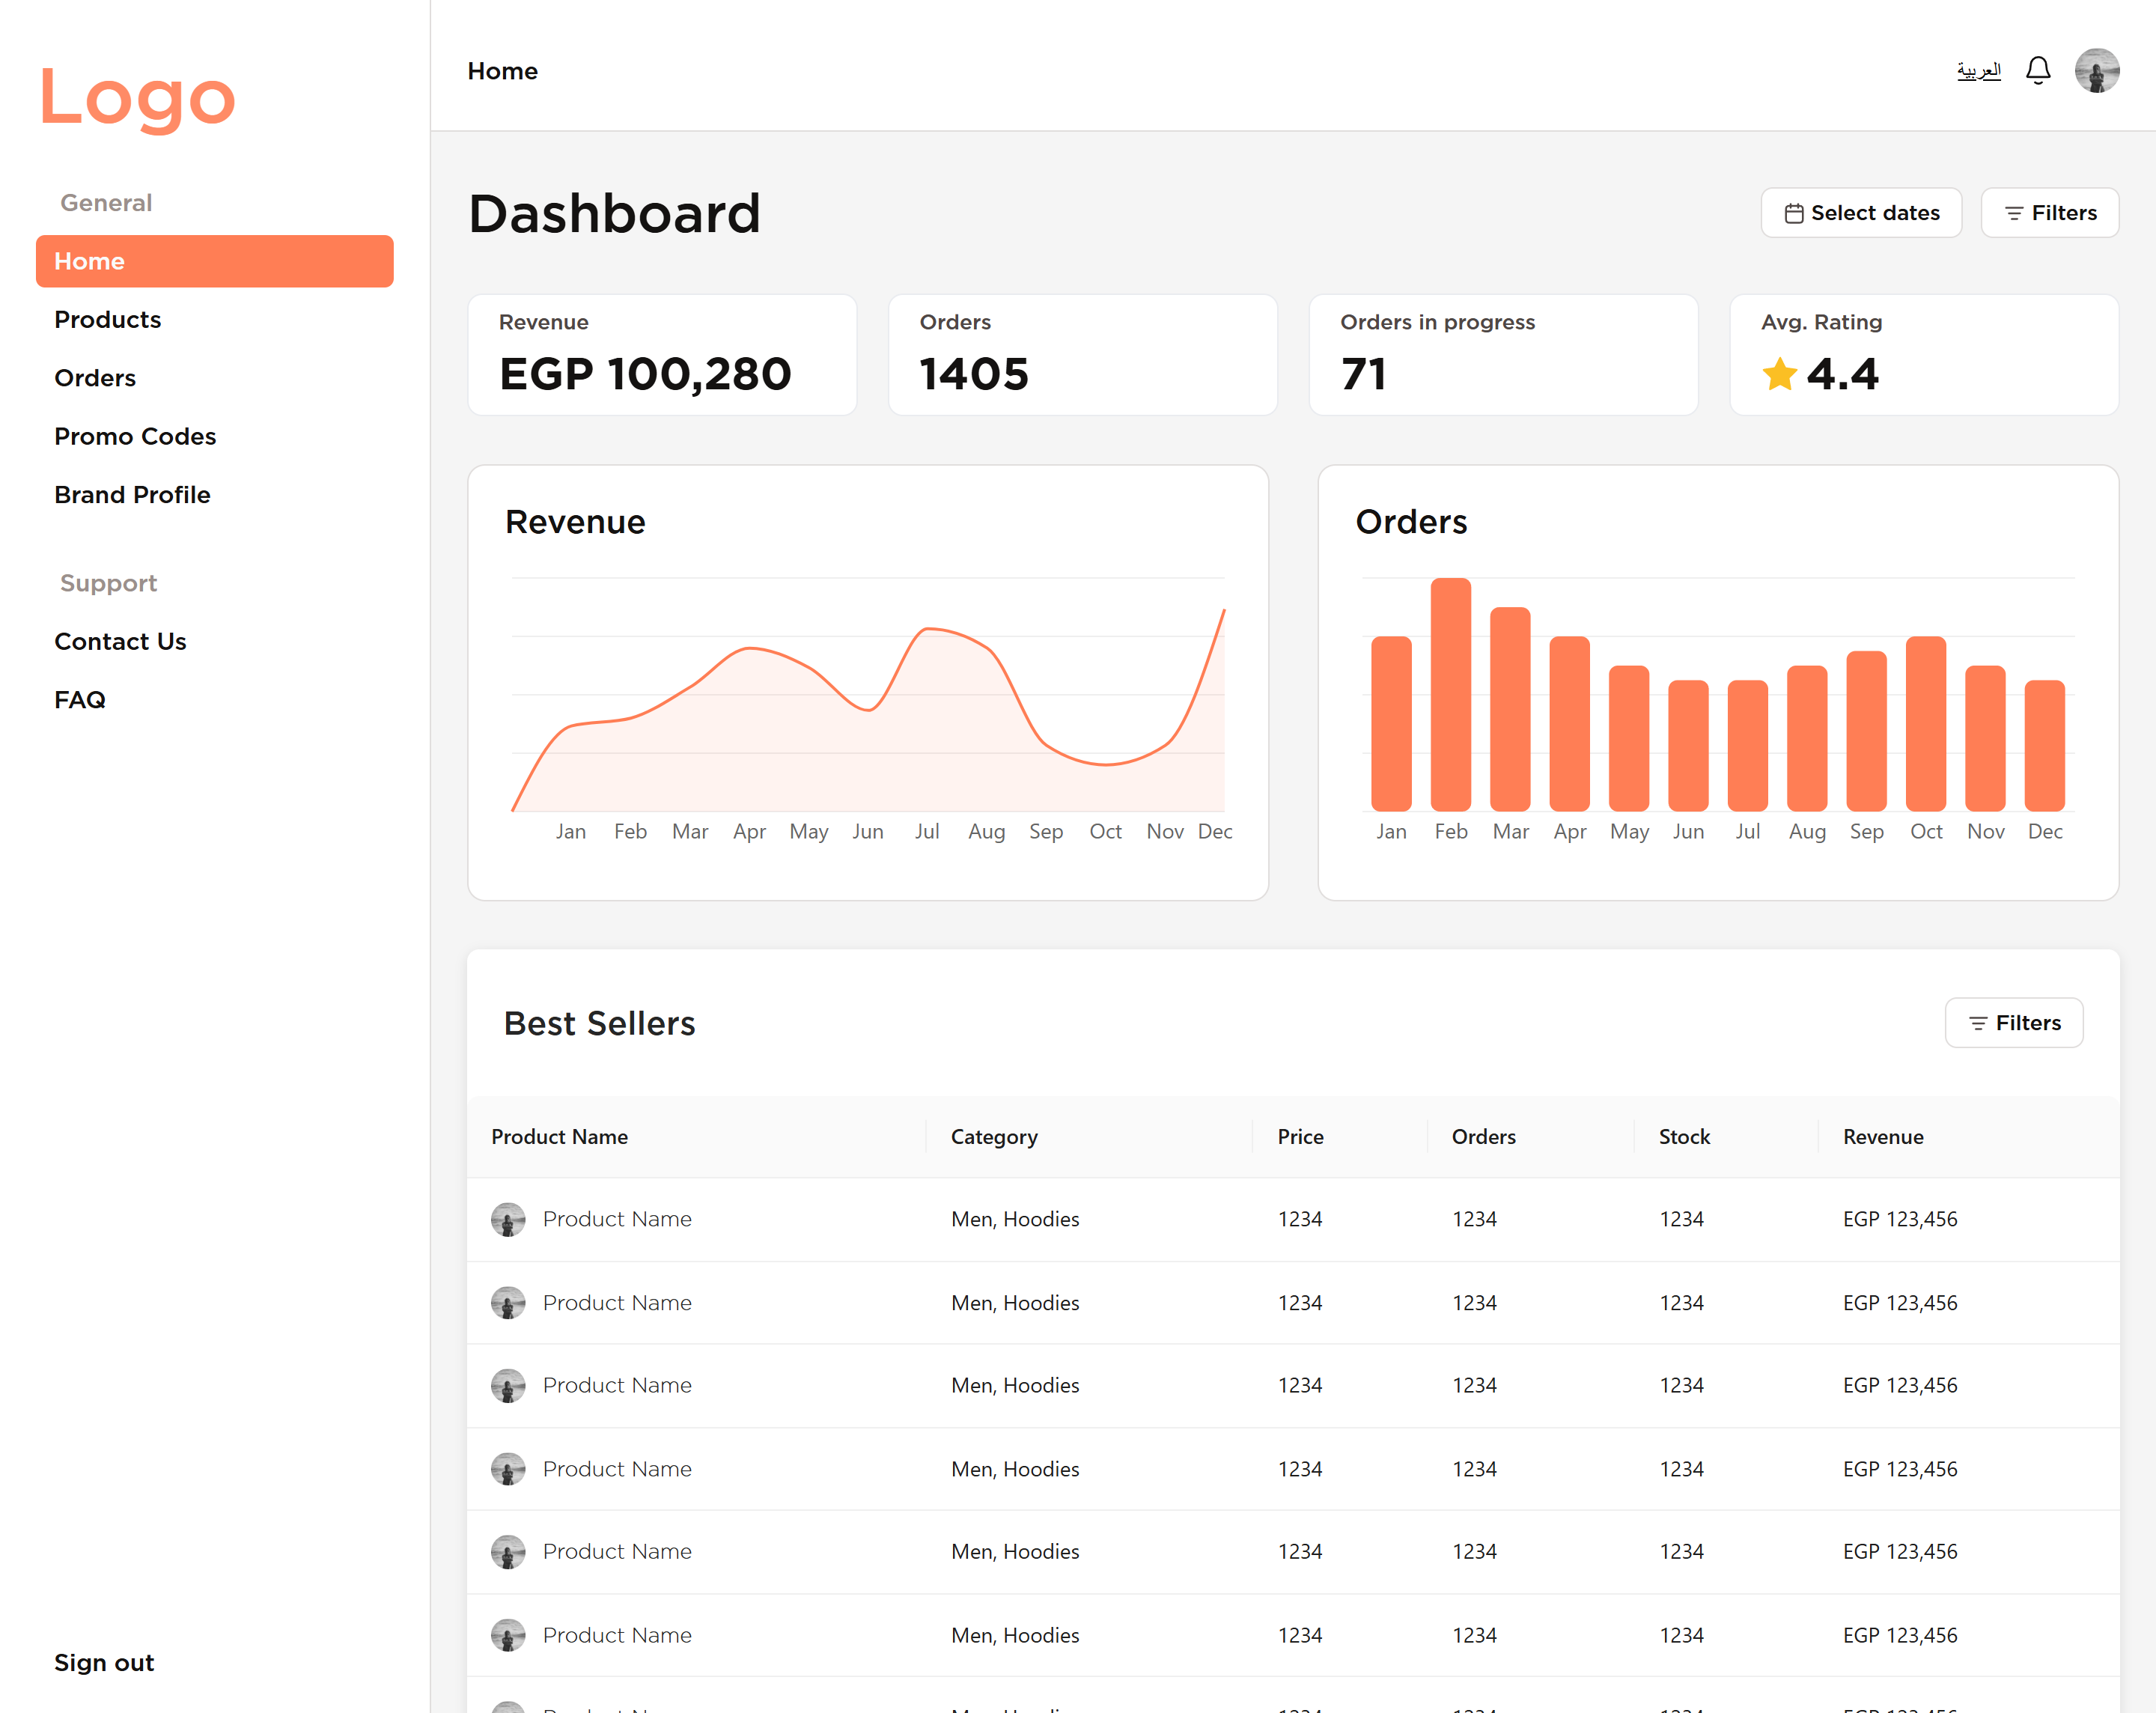 Logo
General
Home
Products
Orders
Promo Codes
Brand Profile
Support
Contact Us
FAQ
Sign out
Home
العربية
Dashboard
Select dates
Filters
Revenue
EGP 100,280
Orders
1405
Orders in progress
71
Avg. Rating
4.4
Revenue
Jan Feb Mar Apr May Jun Jul Aug Sep Oct Nov Dec
Orders
Jan Feb Mar Apr May Jun Jul Aug Sep Oct Nov Dec
Best Sellers
Filters
Product Name Category Price Orders Stock Revenue
Product Name Men, Hoodies 1234 1234 1234 EGP 123,456
Product Name Men, Hoodies 1234 1234 1234 EGP 123,456
Product Name Men, Hoodies 1234 1234 1234 EGP 123,456
Product Name Men, Hoodies 1234 1234 1234 EGP 123,456
Product Name Men, Hoodies 1234 1234 1234 EGP 123,456
Product Name Men, Hoodies 1234 1234 1234 EGP 123,456